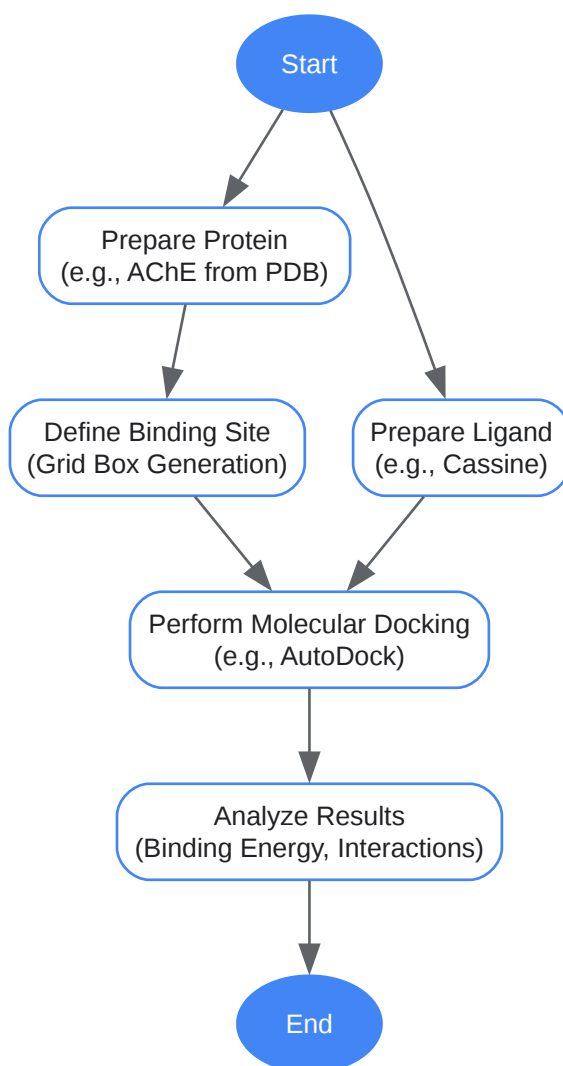 Start
Prepare Protein
(e.g., AChE from PDB)
Define Binding Site
(Grid Box Generation)
Prepare Ligand
(e.g., Cassine)
Perform Molecular Docking
(e.g., AutoDock)
Analyze Results
(Binding Energy, Interactions)
End